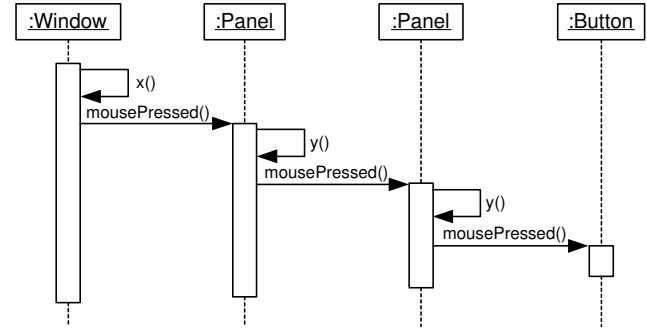 :Window
:Panel
:Panel
:Button
x()
mousePressed()
y()
mousePressed()
y()
mousePressed()